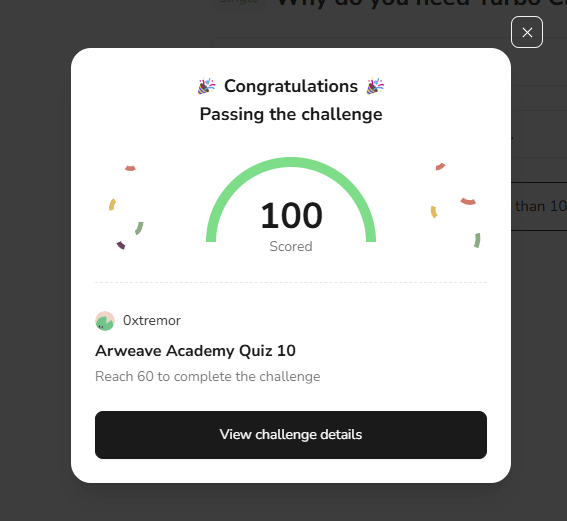 Single Why do you need Turbo C
Congratulations
Passing the challenge
100
Scored
than 10
0xtremor
Arweave Academy Quiz 10
Reach 60 to complete the challenge
View challenge details